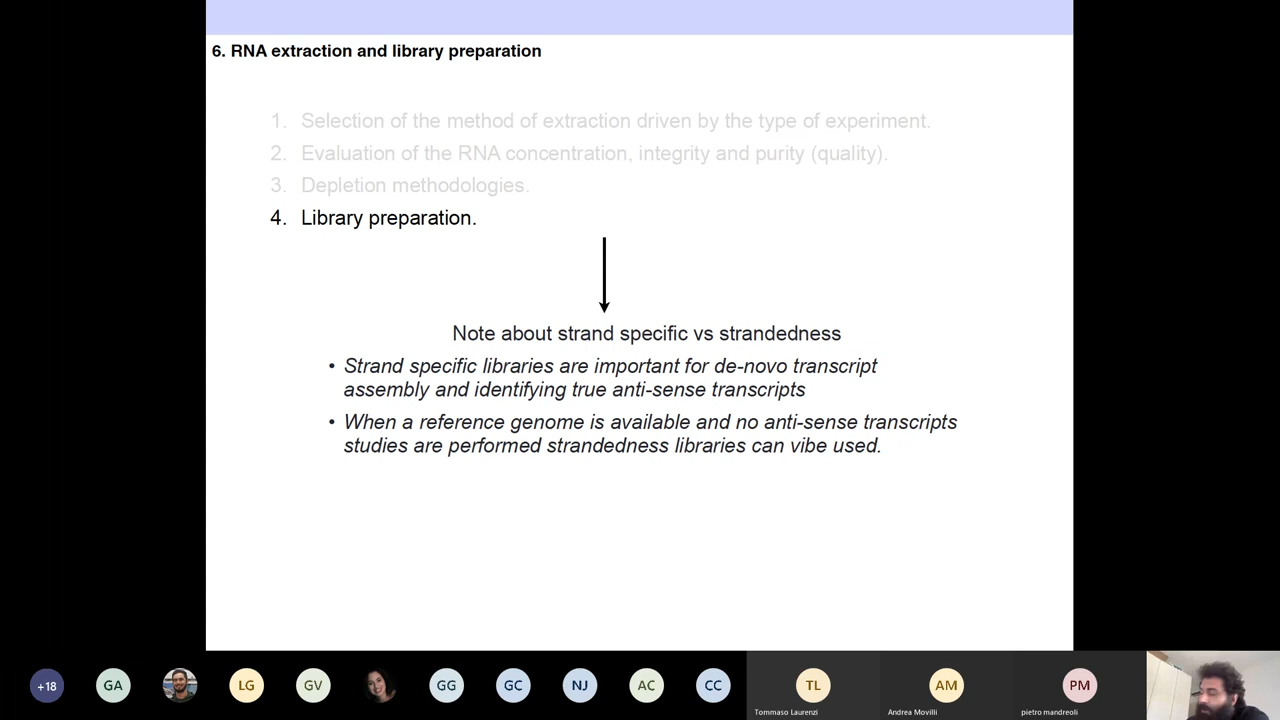 6. RNA extraction and library preparation
1. Selection of the method of extraction driven by the type of experiment.
2. Evaluation of the RNA concentration, integrity and purity (quality).
3. Depletion methodologies.
4. Library preparation.
Note about strand specific vs strandedness
• Strand specific libraries are important for de-novo transcript
assembly and identifying true anti-sense transcripts
• When a reference genome is available and no anti-sense transcripts
studies are performed strandedness libraries can vibe used.
+18 GA LG GV GG GC NJ AC CC TL AM PM
Tommaso Laurenzi Andrea Movilli pietro mandreoli